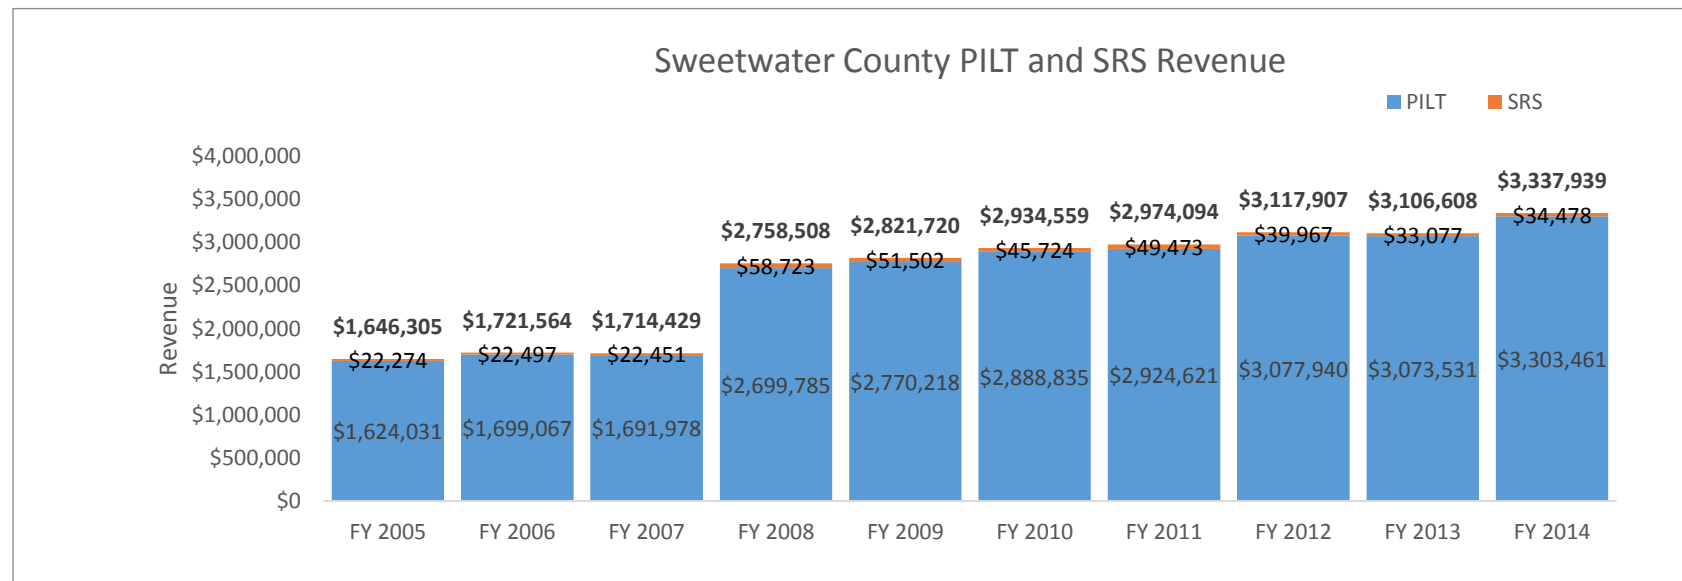 Sweetwater County PILT and SRS Revenue
PILT SRS
Revenue
$4,000,000
$3,500,000
$3,000,000
$2,500,000
$2,000,000
$1,500,000
$1,000,000
$500,000
$0
$1,646,305 $1,721,564 $1,714,429 $2,758,508 $2,821,720 $2,934,559 $2,974,094 $3,117,907 $3,106,608 $3,337,939
$22,274 $22,497 $22,451 $58,723 $51,502 $45,724 $49,473 $39,967 $33,077 $34,478
$1,624,031 $1,699,067 $1,691,978 $2,699,785 $2,770,218 $2,888,835 $2,924,621 $3,077,940 $3,073,531 $3,303,461
FY 2005 FY 2006 FY 2007 FY 2008 FY 2009 FY 2010 FY 2011 FY 2012 FY 2013 FY 2014